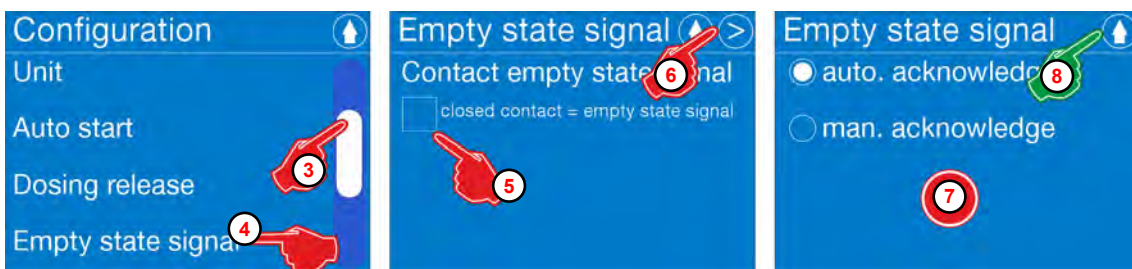 Configuration
Unit
Auto start
3
Dosing release
4
Empty state signal
Empty state signal >
6
Contact empty state signal
closed contact = empty state signal
5
Empty state signal
auto. acknowledge
8
man. acknowledge
7